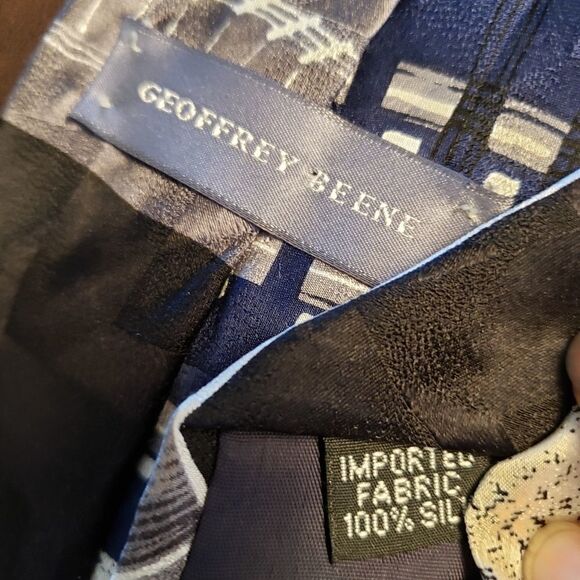 GEOFFREY BEENE
IMPORTED
FABRIC
100% SIL